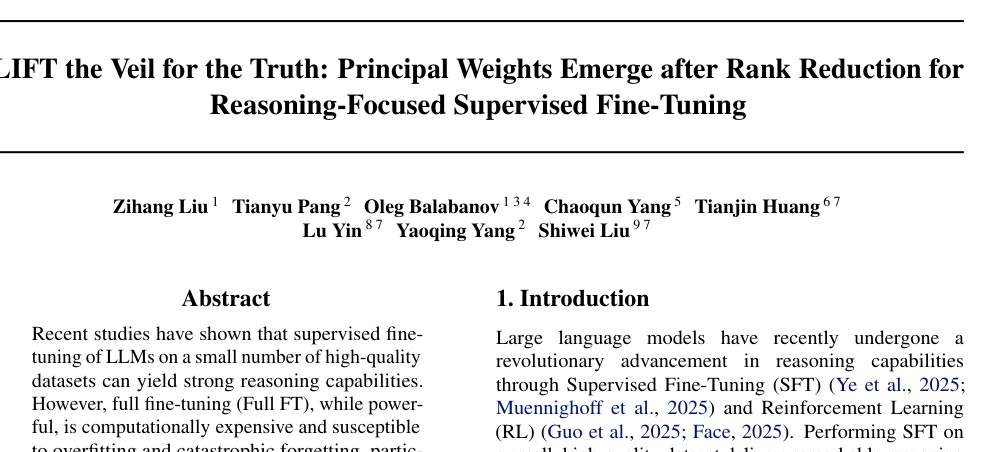 LIFT the Veil for the Truth: Principal Weights Emerge after Rank Reduction for
Reasoning-Focused Supervised Fine-Tuning
Zihang Liu 1 Tianyu Pang 2 Oleg Balabanov 1 3 4 Chaoqun Yang 5 Tianjin Huang 6 7
Lu Yin 8 7 Yaoqing Yang 2 Shiwei Liu 9 7
Abstract
Recent studies have shown that supervised fine-
tuning of LLMs on a small number of high-quality
datasets can yield strong reasoning capabilities.
However, full fine-tuning (Full FT), while power-
ful, is computationally expensive and susceptible
to overfitting and catastrophic forgetting, partic-
1. Introduction
Large language models have recently undergone a
revolutionary advancement in reasoning capabilities
through Supervised Fine-Tuning (SFT) (Ye et al., 2025;
Muennighoff et al., 2025) and Reinforcement Learning
(RL) (Guo et al., 2025; Face, 2025). Performing SFT on